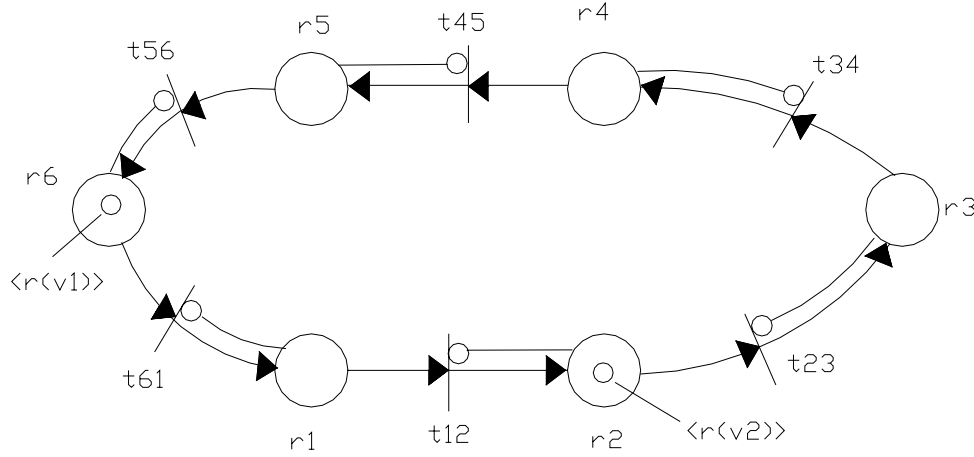 r5
t45
r4
t56
t34
r6
r3
<r(v1)>
t61
t23
r1
t12
r2
<r(v2)>